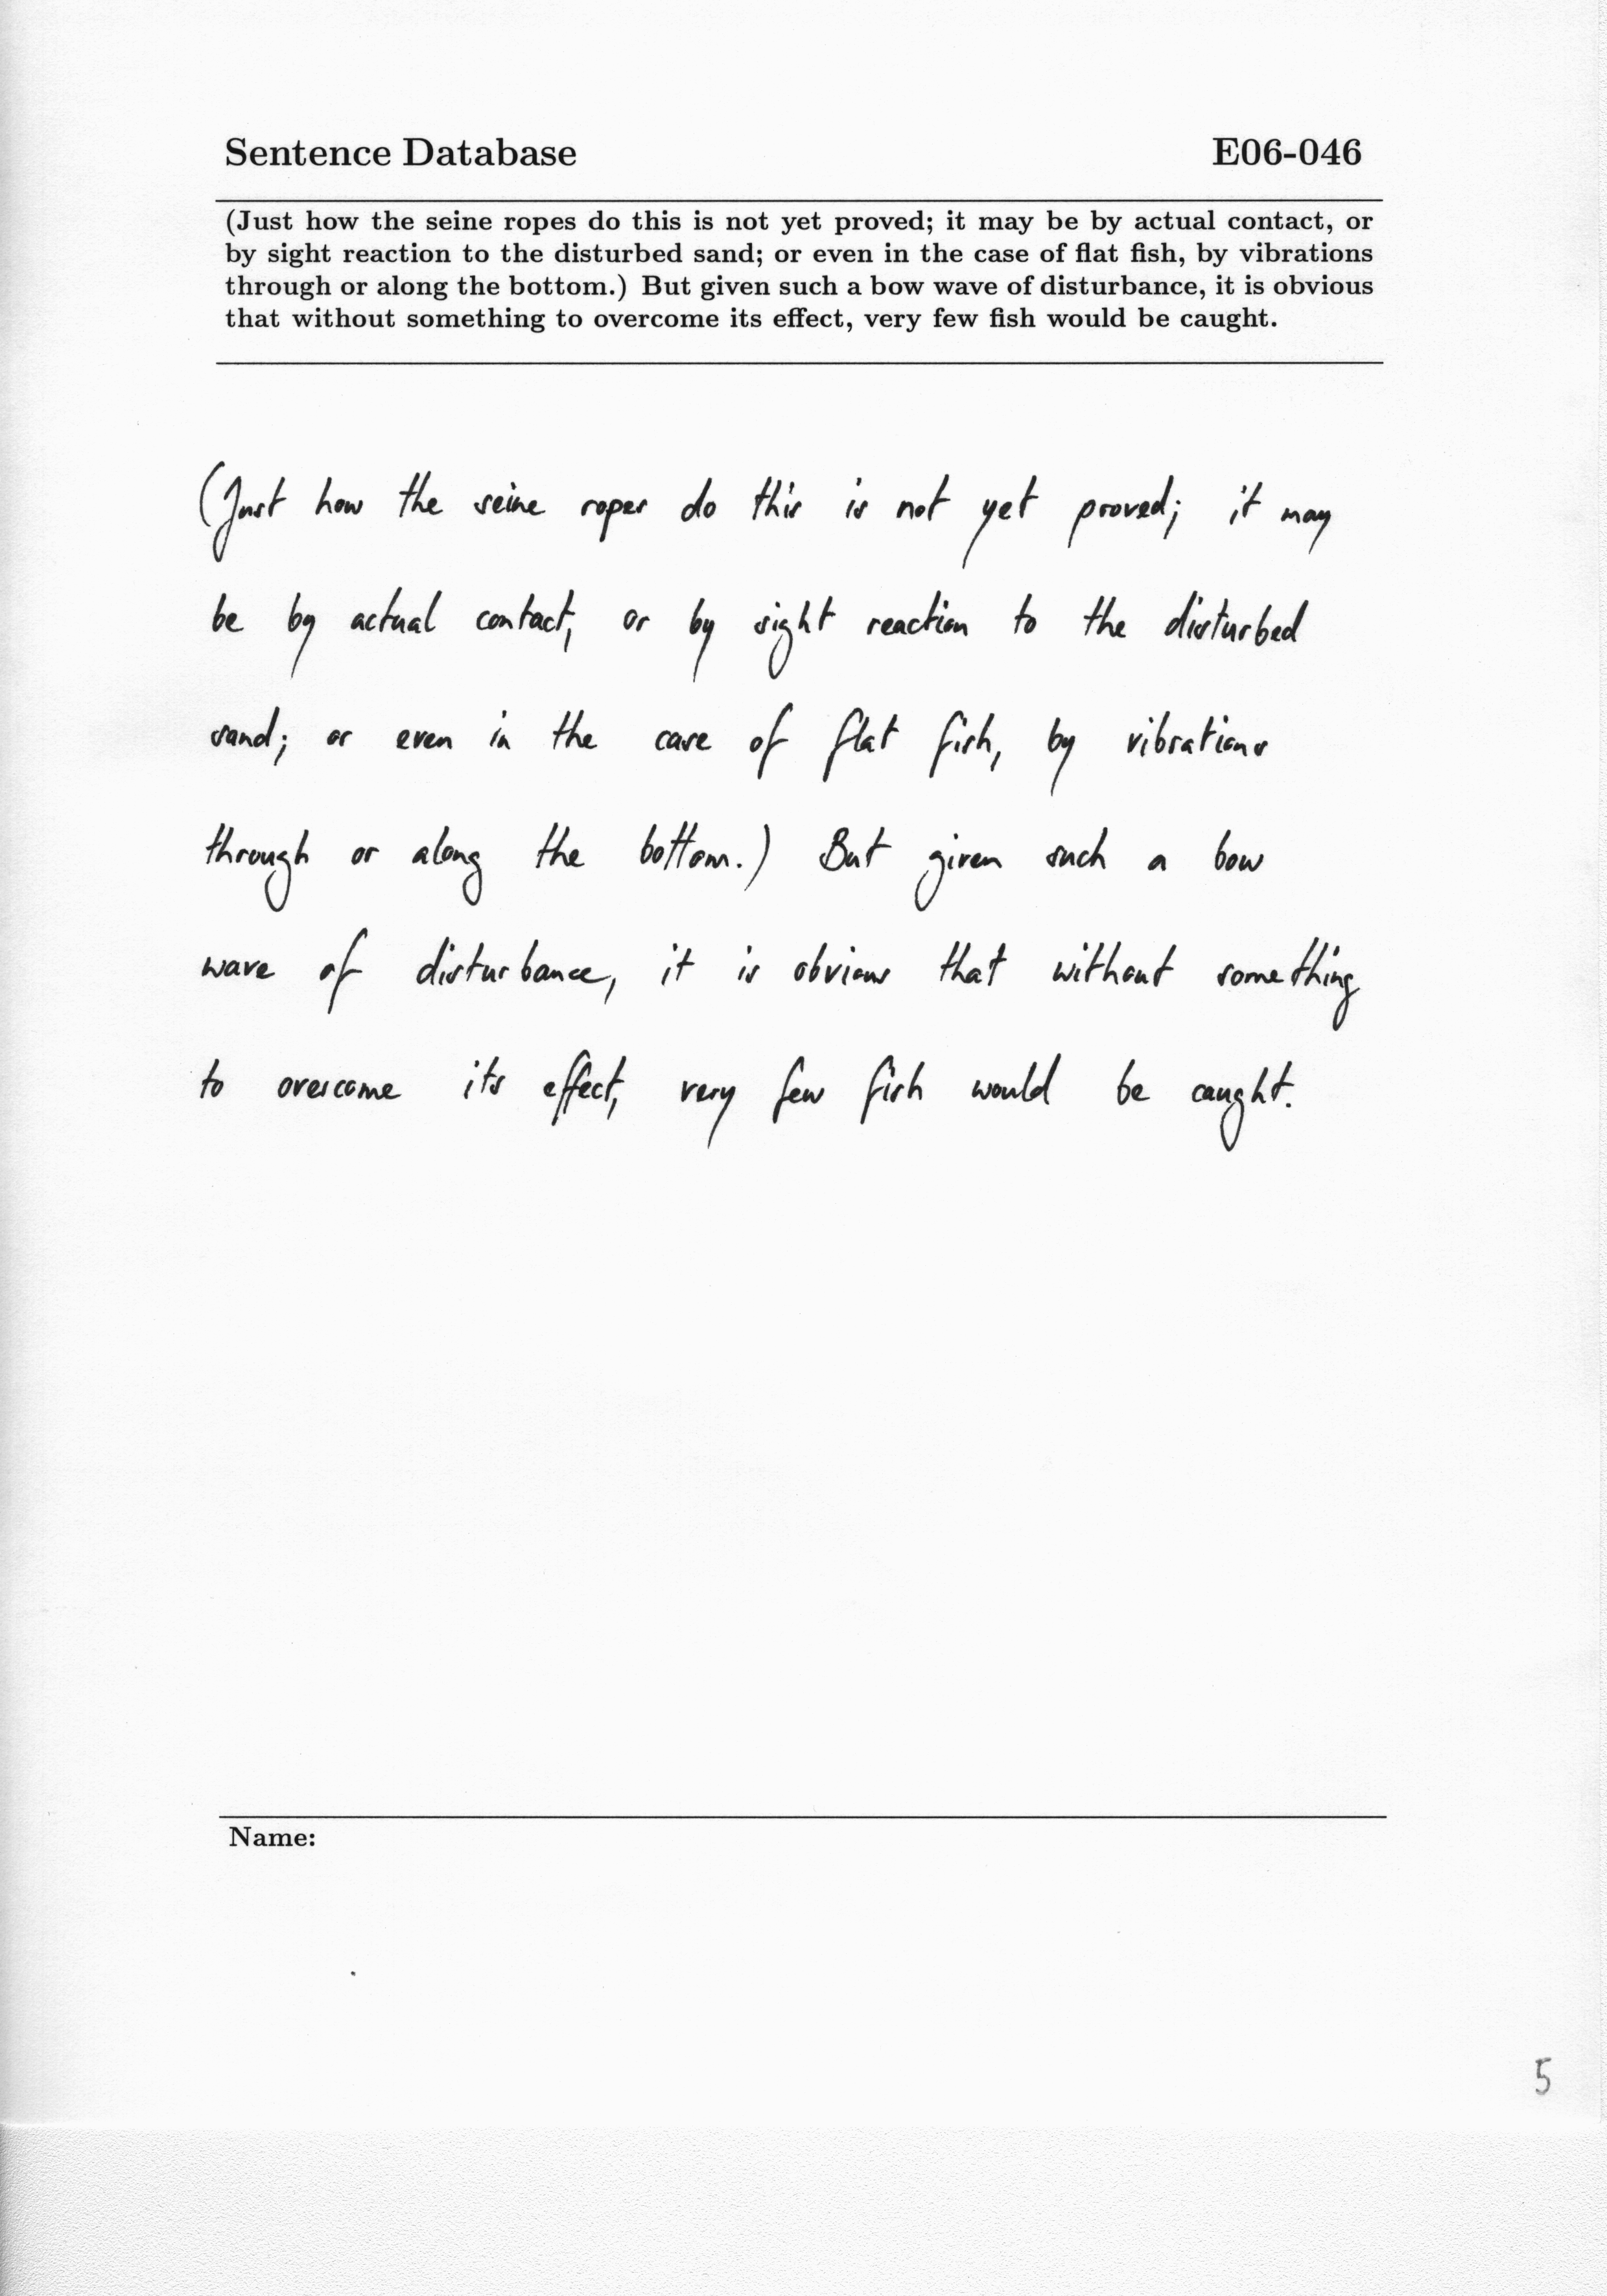 Sentence Database E06-046
(Just how the seine ropes do this is not yet proved; it may be by actual contact, or
by sight reaction to the disturbed sand; or even in the case of flat fish, by vibrations
through or along the bottom.) But given such a bow wave of disturbance, it is obvious
that without something to overcome its effect, very few fish would be caught.
(Just how the seine ropes do this is not yet proved; it may
be by actual contact, or by sight reaction to the disturbed
sand; or even in the case of flat fish, by vibrations
through or along the bottom.) But given such a bow
wave of disturbance, it is obvious that without something
to overcome its effect, very few fish would be caught.
Name:
5